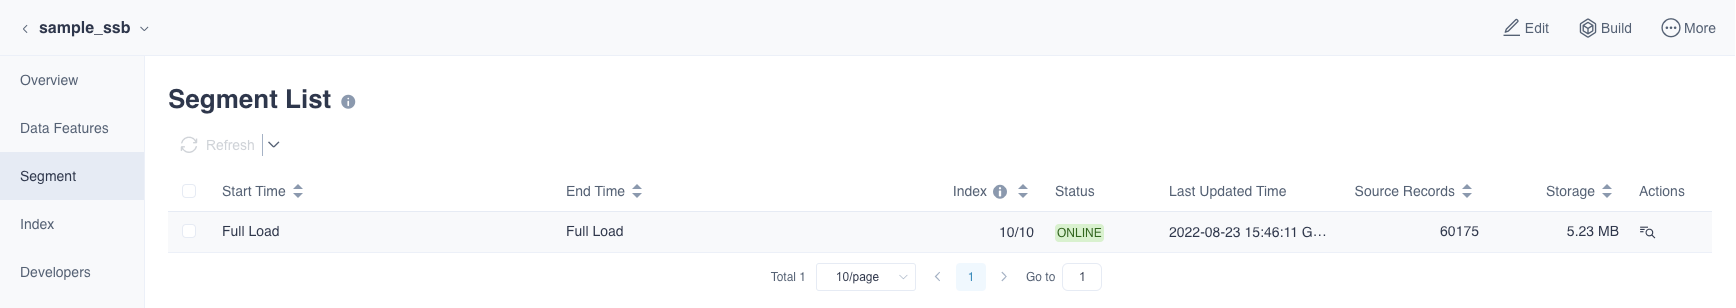 sample_ssb
Edit
Build
More
Overview
Data Features
Segment
Index
Developers
Segment List
Refresh
Start Time End Time Index Status Last Updated Time Source Records Storage Actions
Full Load Full Load 10/10 ONLINE 2022-08-23 15:46:11 G... 60175 5.23 MB
Total 1 10/page 1 Go to 1